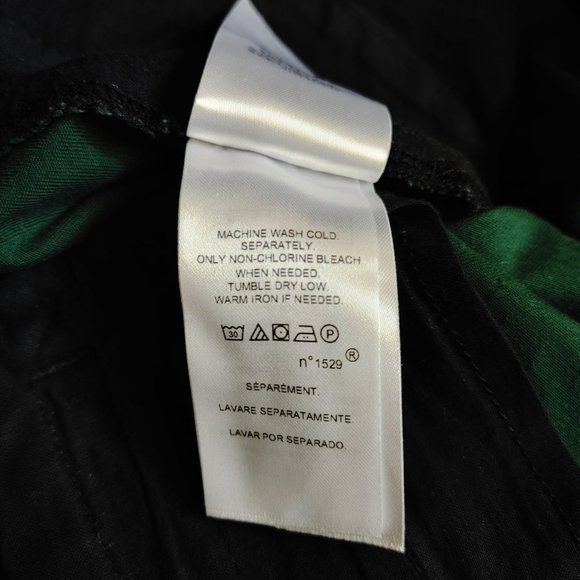 MACHINE WASH COLD.
SEPARATELY.
ONLY NON-CHLORINE BLEACH
WHEN NEEDED.
TUMBLE DRY LOW.
WARM IRON IF NEEDED.
30 P
n°1529 ®
SÉPARÉMENT.
LAVARE SEPARATAMENTE.
LAVAR POR SEPARADO.